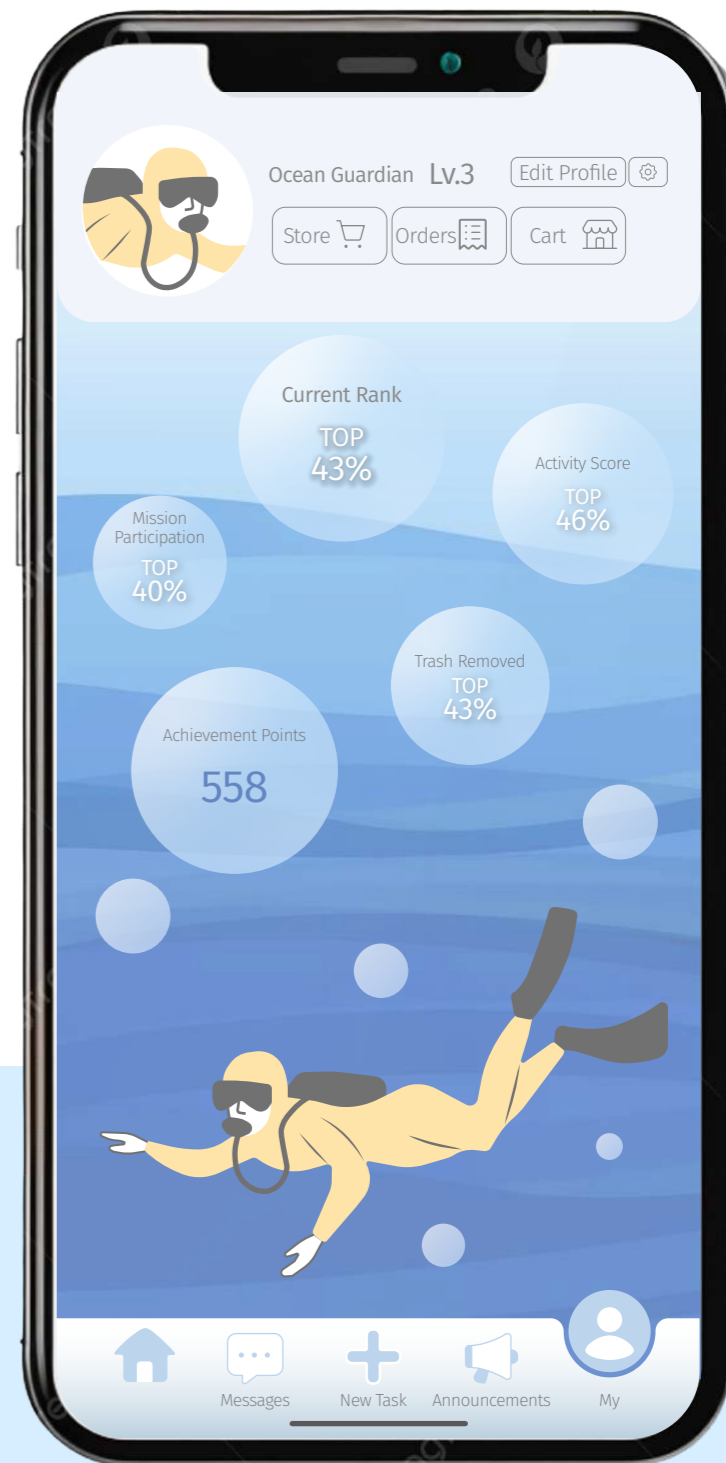 Ocean Guardian Lv.3 Edit Profile
Store Orders Cart
Current Rank
TOP
43%
Activity Score
TOP
46%
Mission
Participation
TOP
40%
Trash Removed
TOP
43%
Achievement Points
558
Messages New Task Announcements My